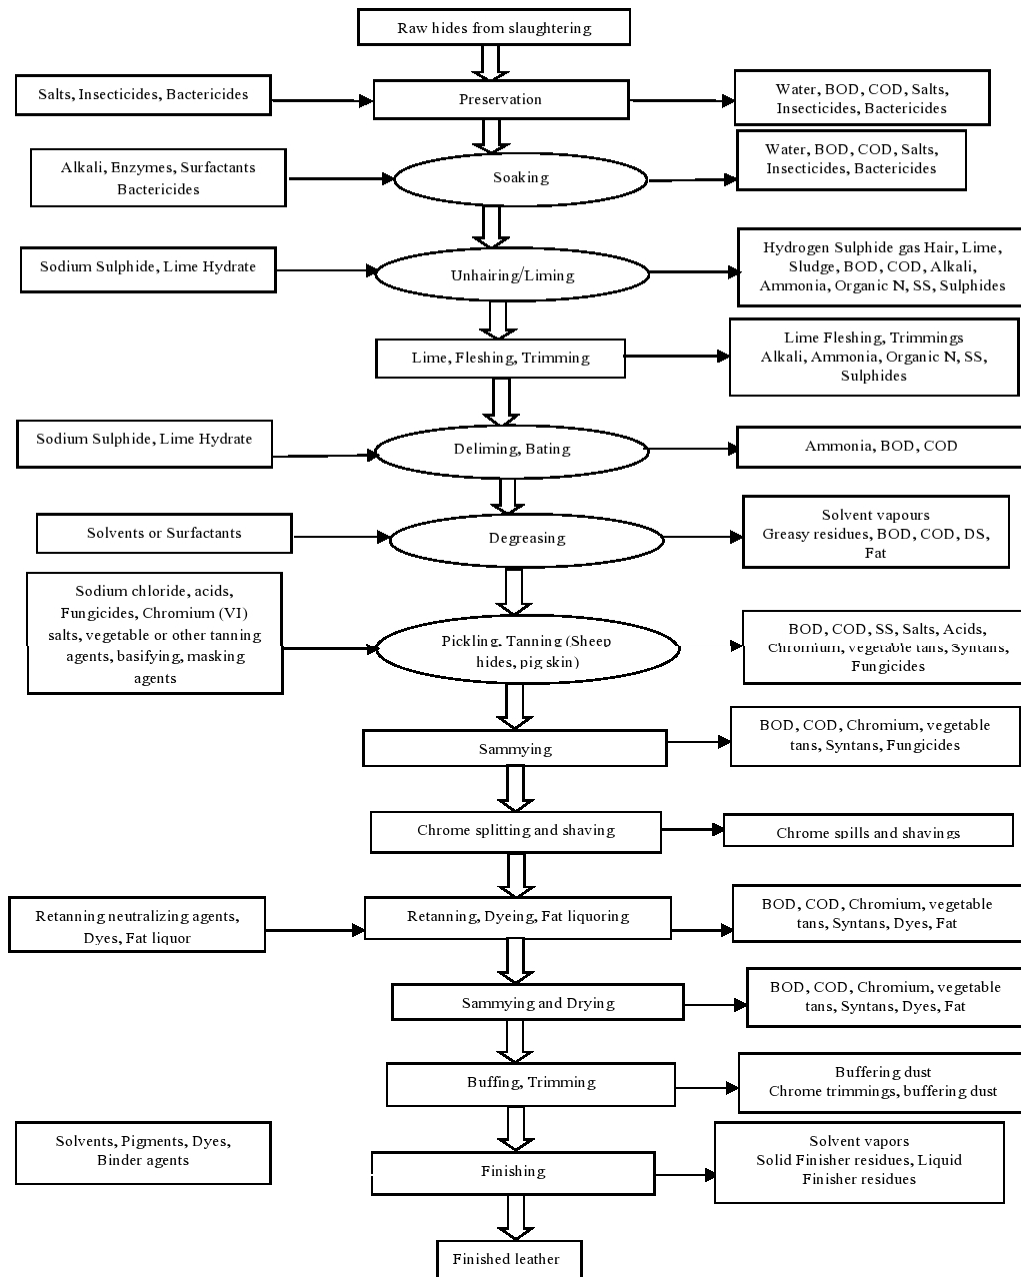 Raw hides from slaughtering
Salts, Insecticides, Bactericides
Preservation
Water, BOD, COD, Salts,
Insecticides, Bactericides
Alkali, Enzymes, Surfactants
Bactericides
Soaking
Water, BOD, COD, Salts,
Insecticides, Bactericides
Sodium Sulphide, Lime Hydrate
Unhairing/Liming
Hydrogen Sulphide gas Hair, Lime,
Sludge, BOD, COD, Alkali,
Ammonia, Organic N, SS, Sulphides
Lime, Fleshing, Trimming
Lime Fleshing, Trimmings
Alkali, Ammonia, Organic N, SS,
Sulphides
Sodium Sulphide, Lime Hydrate
Deliming, Bating
Ammonia, BOD, COD
Solvents or Surfactants
Degreasing
Solvent vapours
Greasy residues, BOD, COD, DS,
Fat
Sodium chloride, acids,
Fungicides, Chromium (VI)
salts, vegetable or other tanning
agents, basifying, masking
agents
Pickling, Tanning (Sheep
hides, pig skin)
BOD, COD, SS, Salts, Acids,
Chromium, vegetable tans, Syntans,
Fungicides
Sammying
BOD, COD, Chromium, vegetable
tans, Syntans, Fungicides
Chrome splitting and shaving
Chrome spills and shavings
Retanning neutralizing agents,
Dyes, Fat liquor
Retanning, Dyeing, Fat liquoring
BOD, COD, Chromium, vegetable
tans, Syntans, Dyes, Fat
Sammying and Drying
BOD, COD, Chromium, vegetable
tans, Syntans, Dyes, Fat
Buffing, Trimming
Buffering dust
Chrome trimmings, buffering dust
Solvents, Pigments, Dyes,
Binder agents
Finishing
Solvent vapors
Solid Finisher residues, Liquid
Finisher residues
Finished leather